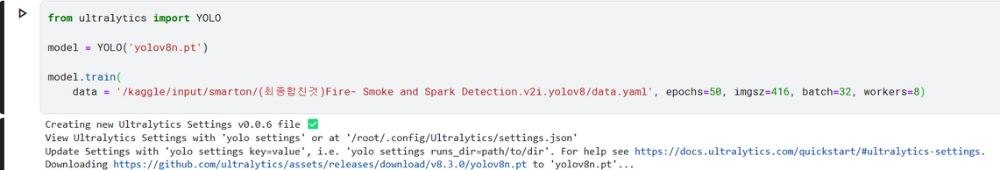 from ultralytics import YOLO
model = YOLO('yolov8n.pt')
model.train(
data = '/kaggle/input/smarton/(최종합친것)Fire- Smoke and Spark Detection.v2i.yolov8/data.yaml', epochs=50, imgsz=416, batch=32, workers=8)
Creating new Ultralytics Settings v0.0.6 file ✅
View Ultralytics Settings with 'yolo settings' or at '/root/.config/Ultralytics/settings.json'
Update Settings with 'yolo settings key=value', i.e. 'yolo settings runs_dir=path/to/dir'. For help see https://docs.ultralytics.com/quickstart/#ultralytics-settings.
Downloading https://github.com/ultralytics/assets/releases/download/v8.3.0/yolov8n.pt to 'yolov8n.pt'...